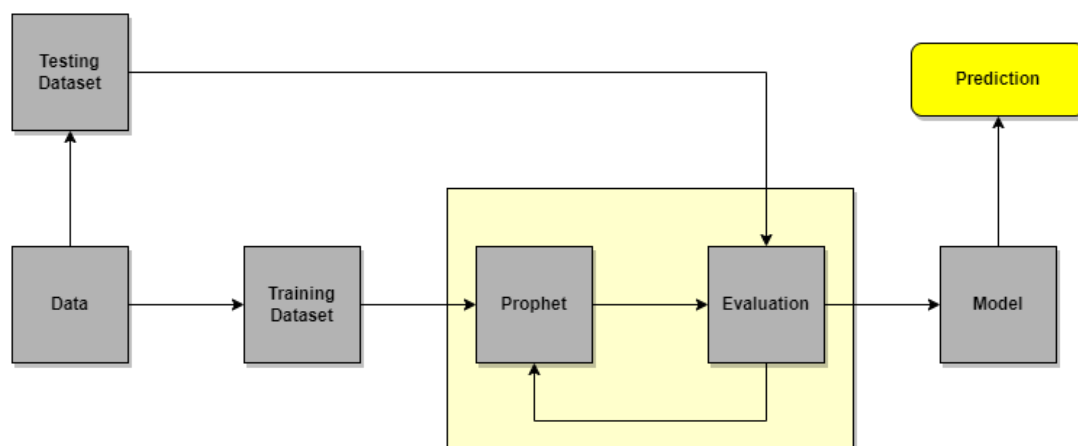 Testing
Dataset
Prediction
Data
Training
Dataset
Prophet
Evaluation
Model